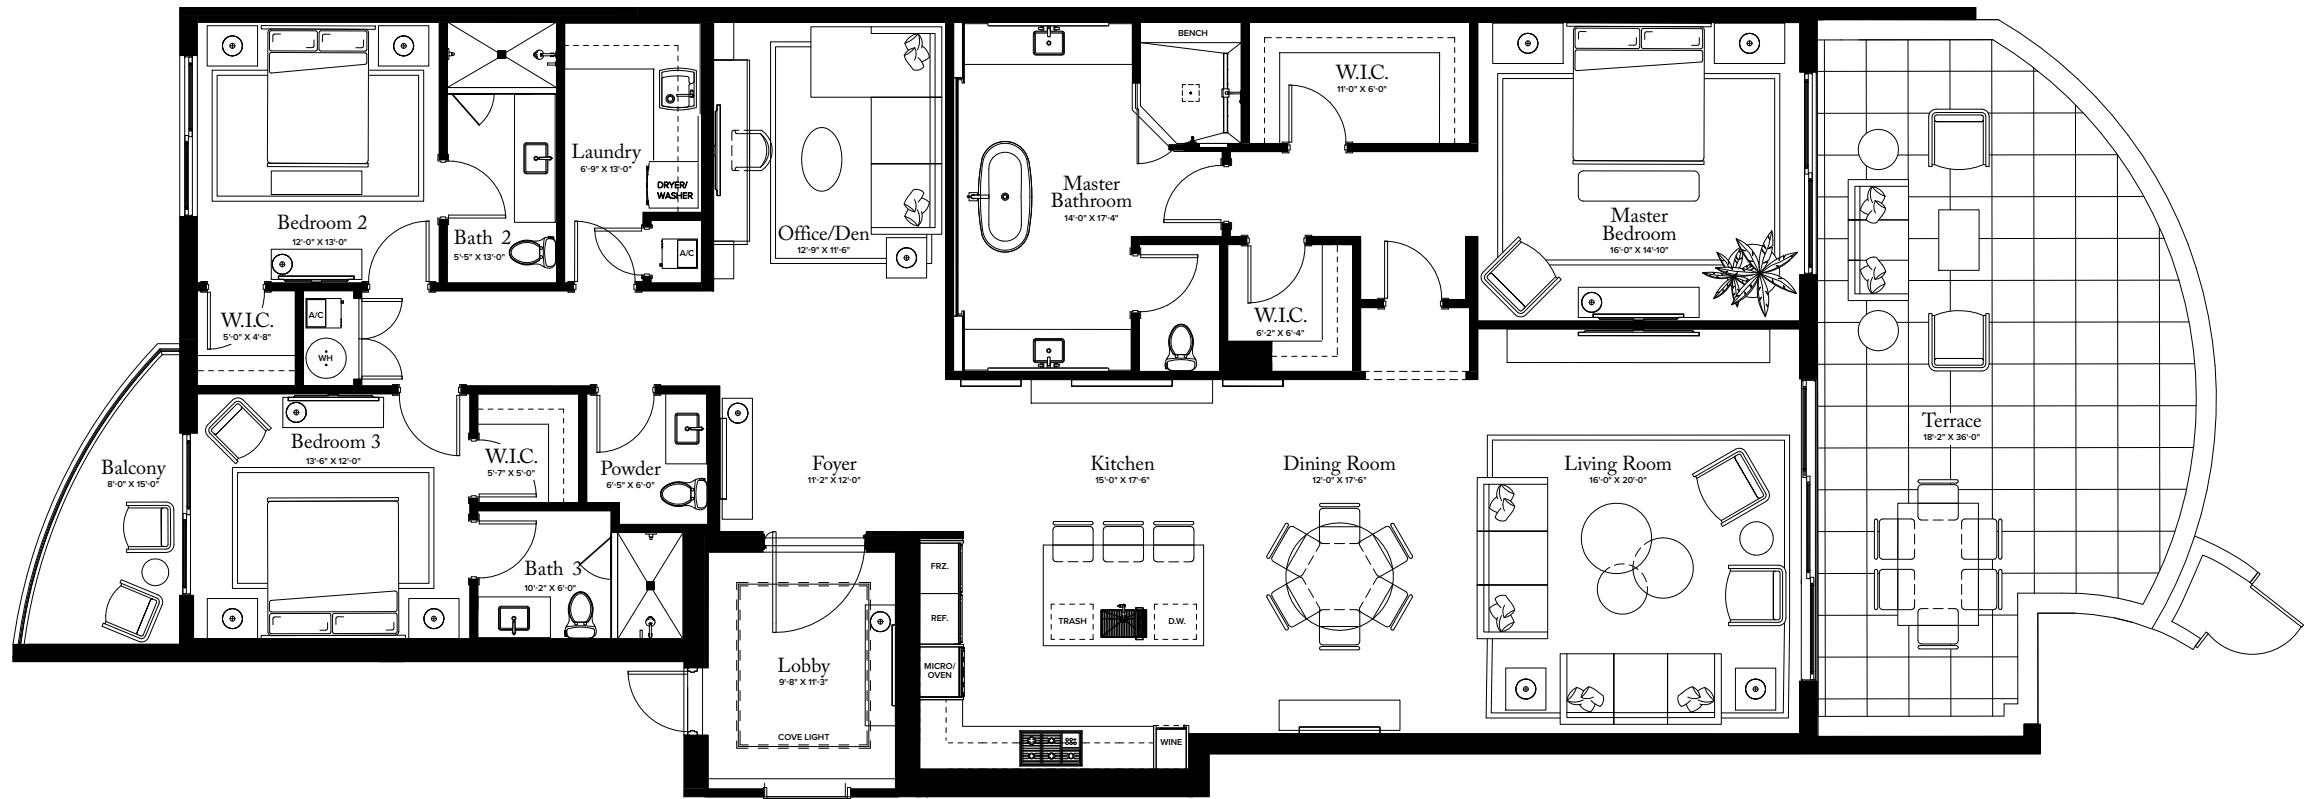 BENCH
W.I.C.
11'-0" X 6'-0"
Laundry
6'-9" X 13'-0"
DRYER/
WASHER
Master
Bathroom
14'-0" X 17'-4"
Bedroom 2
12'-0" X 13'-0"
Bath 2
5'-5" X 13'-0"
A/C
Office/Den
12'-9" X 11'-6"
Master
Bedroom
16'-0" X 14'-10"
W.I.C.
5'-0" X 4'-8"
A/C
WH
W.I.C.
6'-2" X 6'-4"
Terrace
18'-2" X 36'-0"
Balcony
8'-0" X 15'-0"
Bedroom 3
13'-6" X 12'-0"
W.I.C.
5'-7" X 5'-0"
Powder
6'-5" X 6'-0"
Foyer
11'-2" X 12'-0"
Kitchen
15'-0" X 17'-6"
Dining Room
12'-0" X 17'-6"
Living Room
16'-0" X 20'-0"
Bath 3
10'-2" X 6'-0"
FRZ.
REF.
MICRO/
OVEN
TRASH
D.W.
Lobby
9'-8" X 11'-3"
COVE LIGHT
WINE